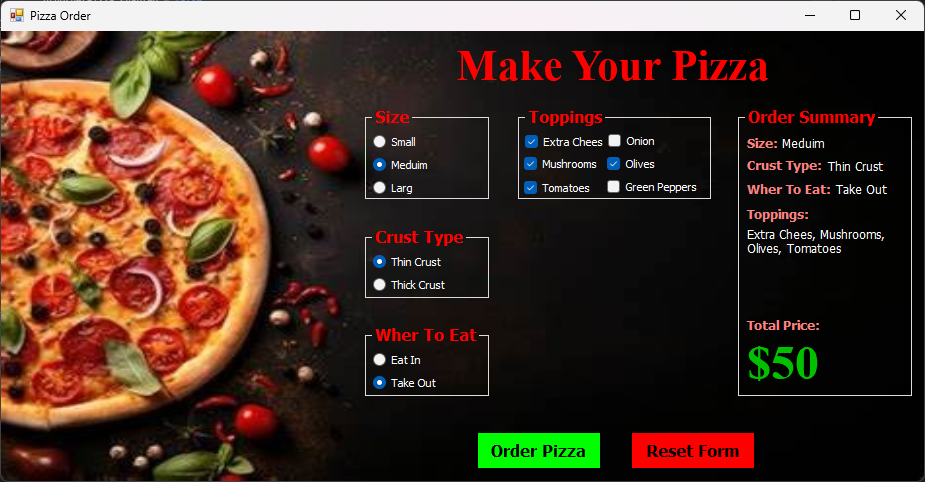 Pizza Order
Make Your Pizza
Size
Small
Meduim
Larg
Crust Type
Thin Crust
Thick Crust
Wher To Eat
Eat In
Take Out
Toppings
Extra Chees
Onion
Mushrooms
Olives
Tomatoes
Green Peppers
Order Summary
Size: Meduim
Crust Type: Thin Crust
Wher To Eat: Take Out
Toppings:
Extra Chees, Mushrooms,
Olives, Tomatoes
Total Price:
$50
Order Pizza
Reset Form